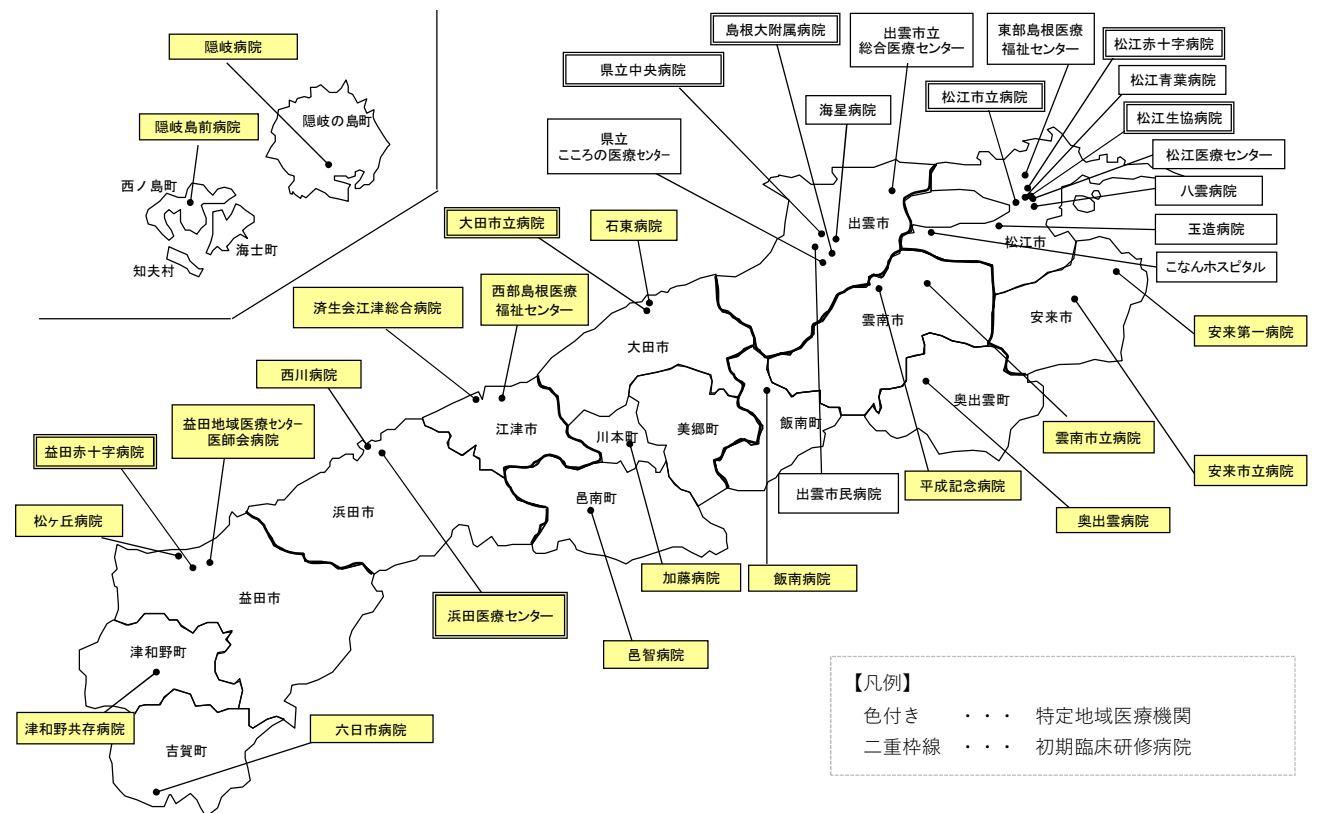 島根大附属病院
出雲市立
総合医療センター
東部島根医療
福祉センター
松江赤十字病院
隠岐病院
県立中央病院
松江市立病院
松江青葉病院
海星病院
松江生協病院
隠岐の島町
隠岐島前病院
県立
こころの医療センター
松江医療センター
西ノ島町
八雲病院
大田市立病院
石東病院
出雲市
玉造病院
松江市
海士町
知夫村
こなんホスピタル
済生会江津総合病院
西部島根医療
福祉センター
雲南市
安来市
安来第一病院
大田市
西川病院
奥出雲町
益田地域医療センター
医師会病院
江津市
川本町
美郷町
飯南町
雲南市立病院
益田赤十字病院
安来市立病院
平成記念病院
出雲市民病院
邑南町
浜田市
松ヶ丘病院
奥出雲病院
加藤病院
飯南病院
益田市
浜田医療センター
津和野町
邑智病院
【凡例】
色付き ・・・ 特定地域医療機関
二重枠線 ・・・ 初期臨床研修病院
津和野共存病院
六日市病院
吉賀町